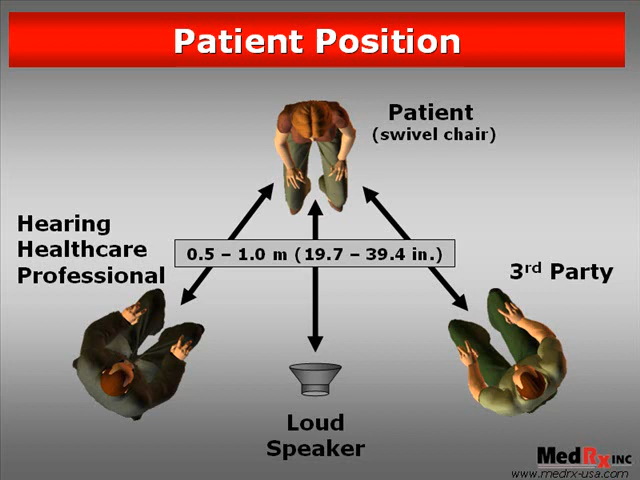 Patient Position
Patient
(swivel chair)
Hearing
Healthcare
Professional
0.5 – 1.0 m (19.7 – 39.4 in.)
3rd Party
Loud
Speaker
MedRx INC
www.medrx-usa.com